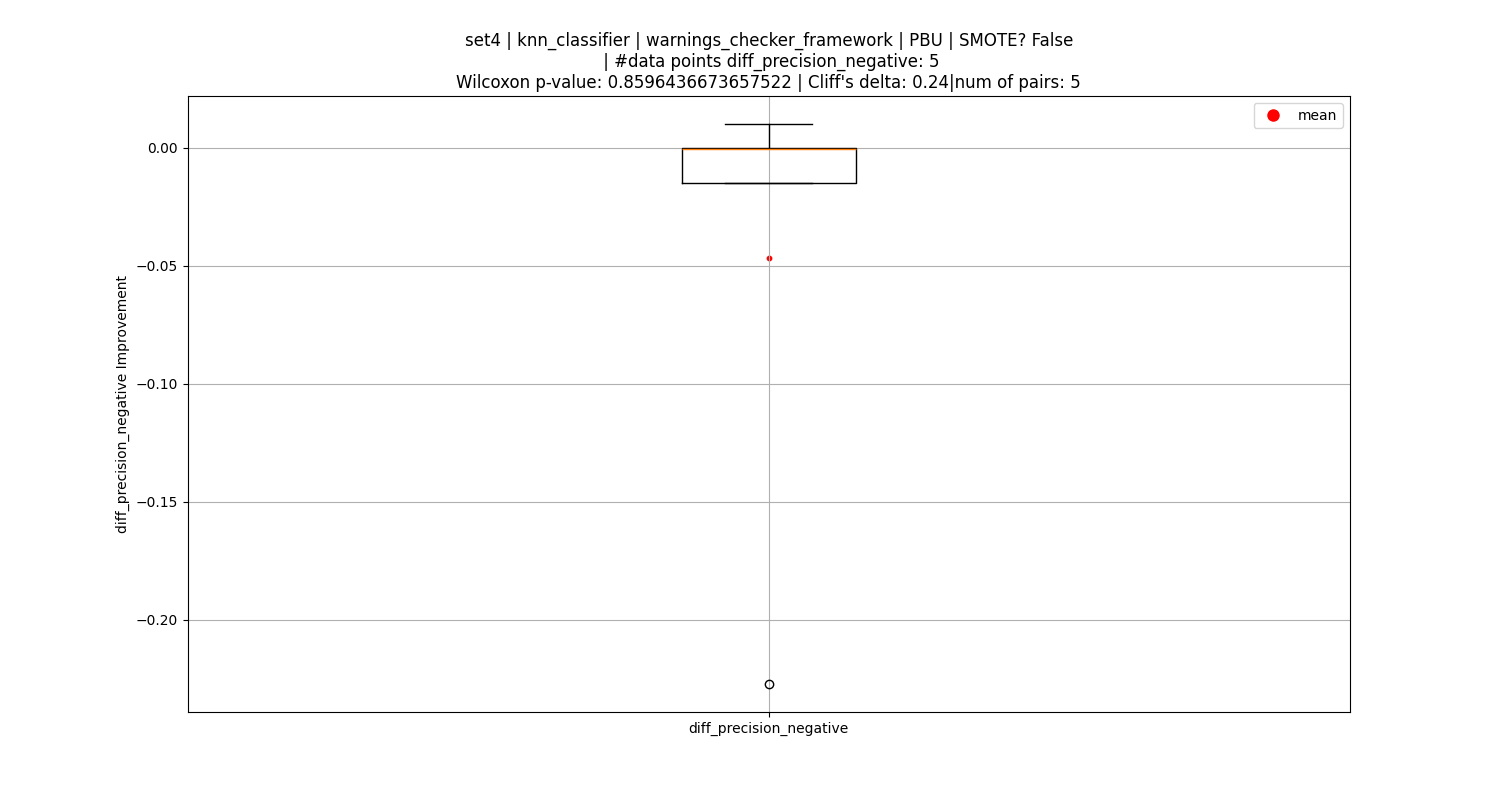 set4 | knn_classifier | warnings_checker_framework | PBU | SMOTE? False
| #data points diff_precision_negative: 5
Wilcoxon p-value: 0.8596436673657522 | Cliff's delta: 0.24|num of pairs: 5
mean
0.00
−0.05
−0.10
−0.15
−0.20
diff_precision_negative Improvement
diff_precision_negative